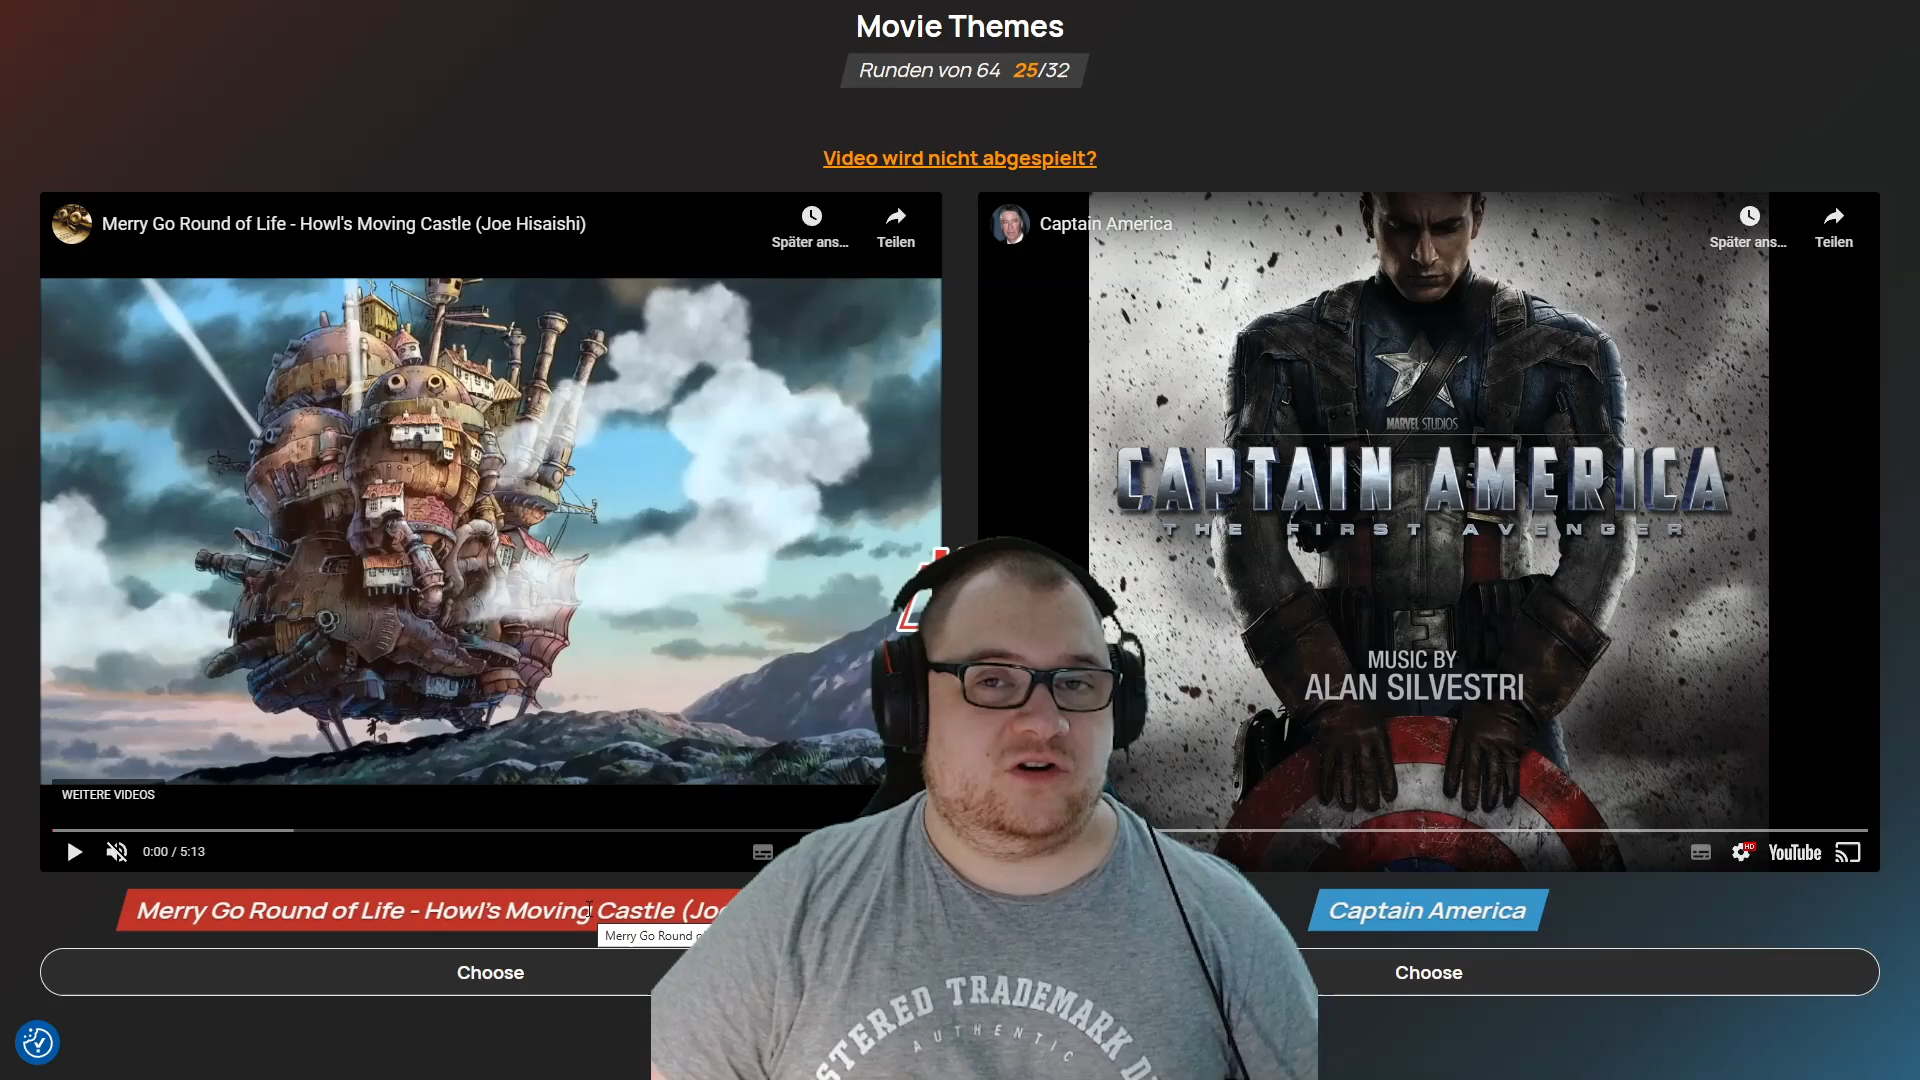 Movie Themes
Runden von 64 25/32
Video wird nicht abgespielt?
Merry Go Round of Life - Howl's Moving Castle (Joe Hisaishi)
Später ans...
Teilen
Captain America
Später ans...
Teilen
MARVEL STUDIOS
CAPTAIN AMERICA
THE FIRST AVENGER
MUSIC BY
ALAN SILVESTRI
WEITERE VIDEOS
0:00 / 5:13
HD
YouTube
Merry Go Round of Life - Howl's Moving Castle (Joe
Merry Go Round
Captain America
Choose
Choose
TRADEMARK
AUTHENTIC